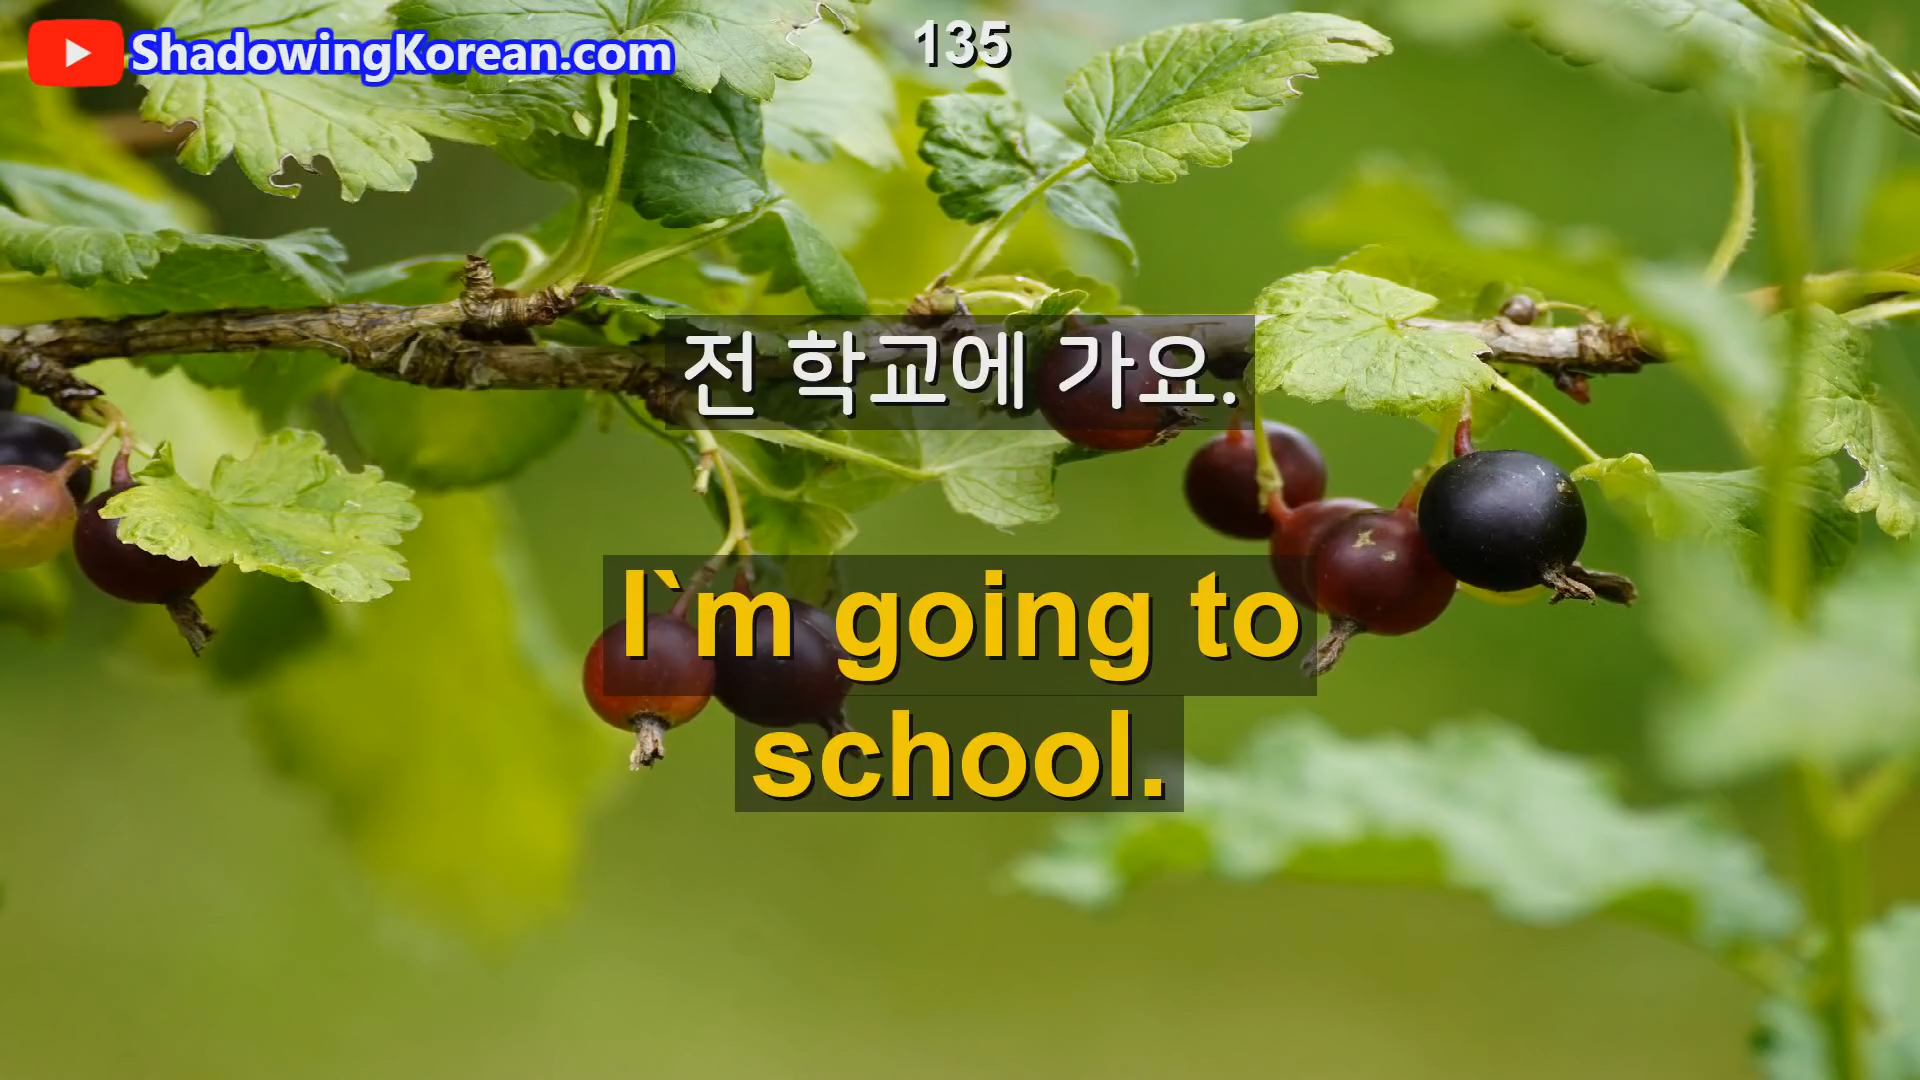 ShadowingKorean.com
135
전 학교에 가요.
I`m going to
school.